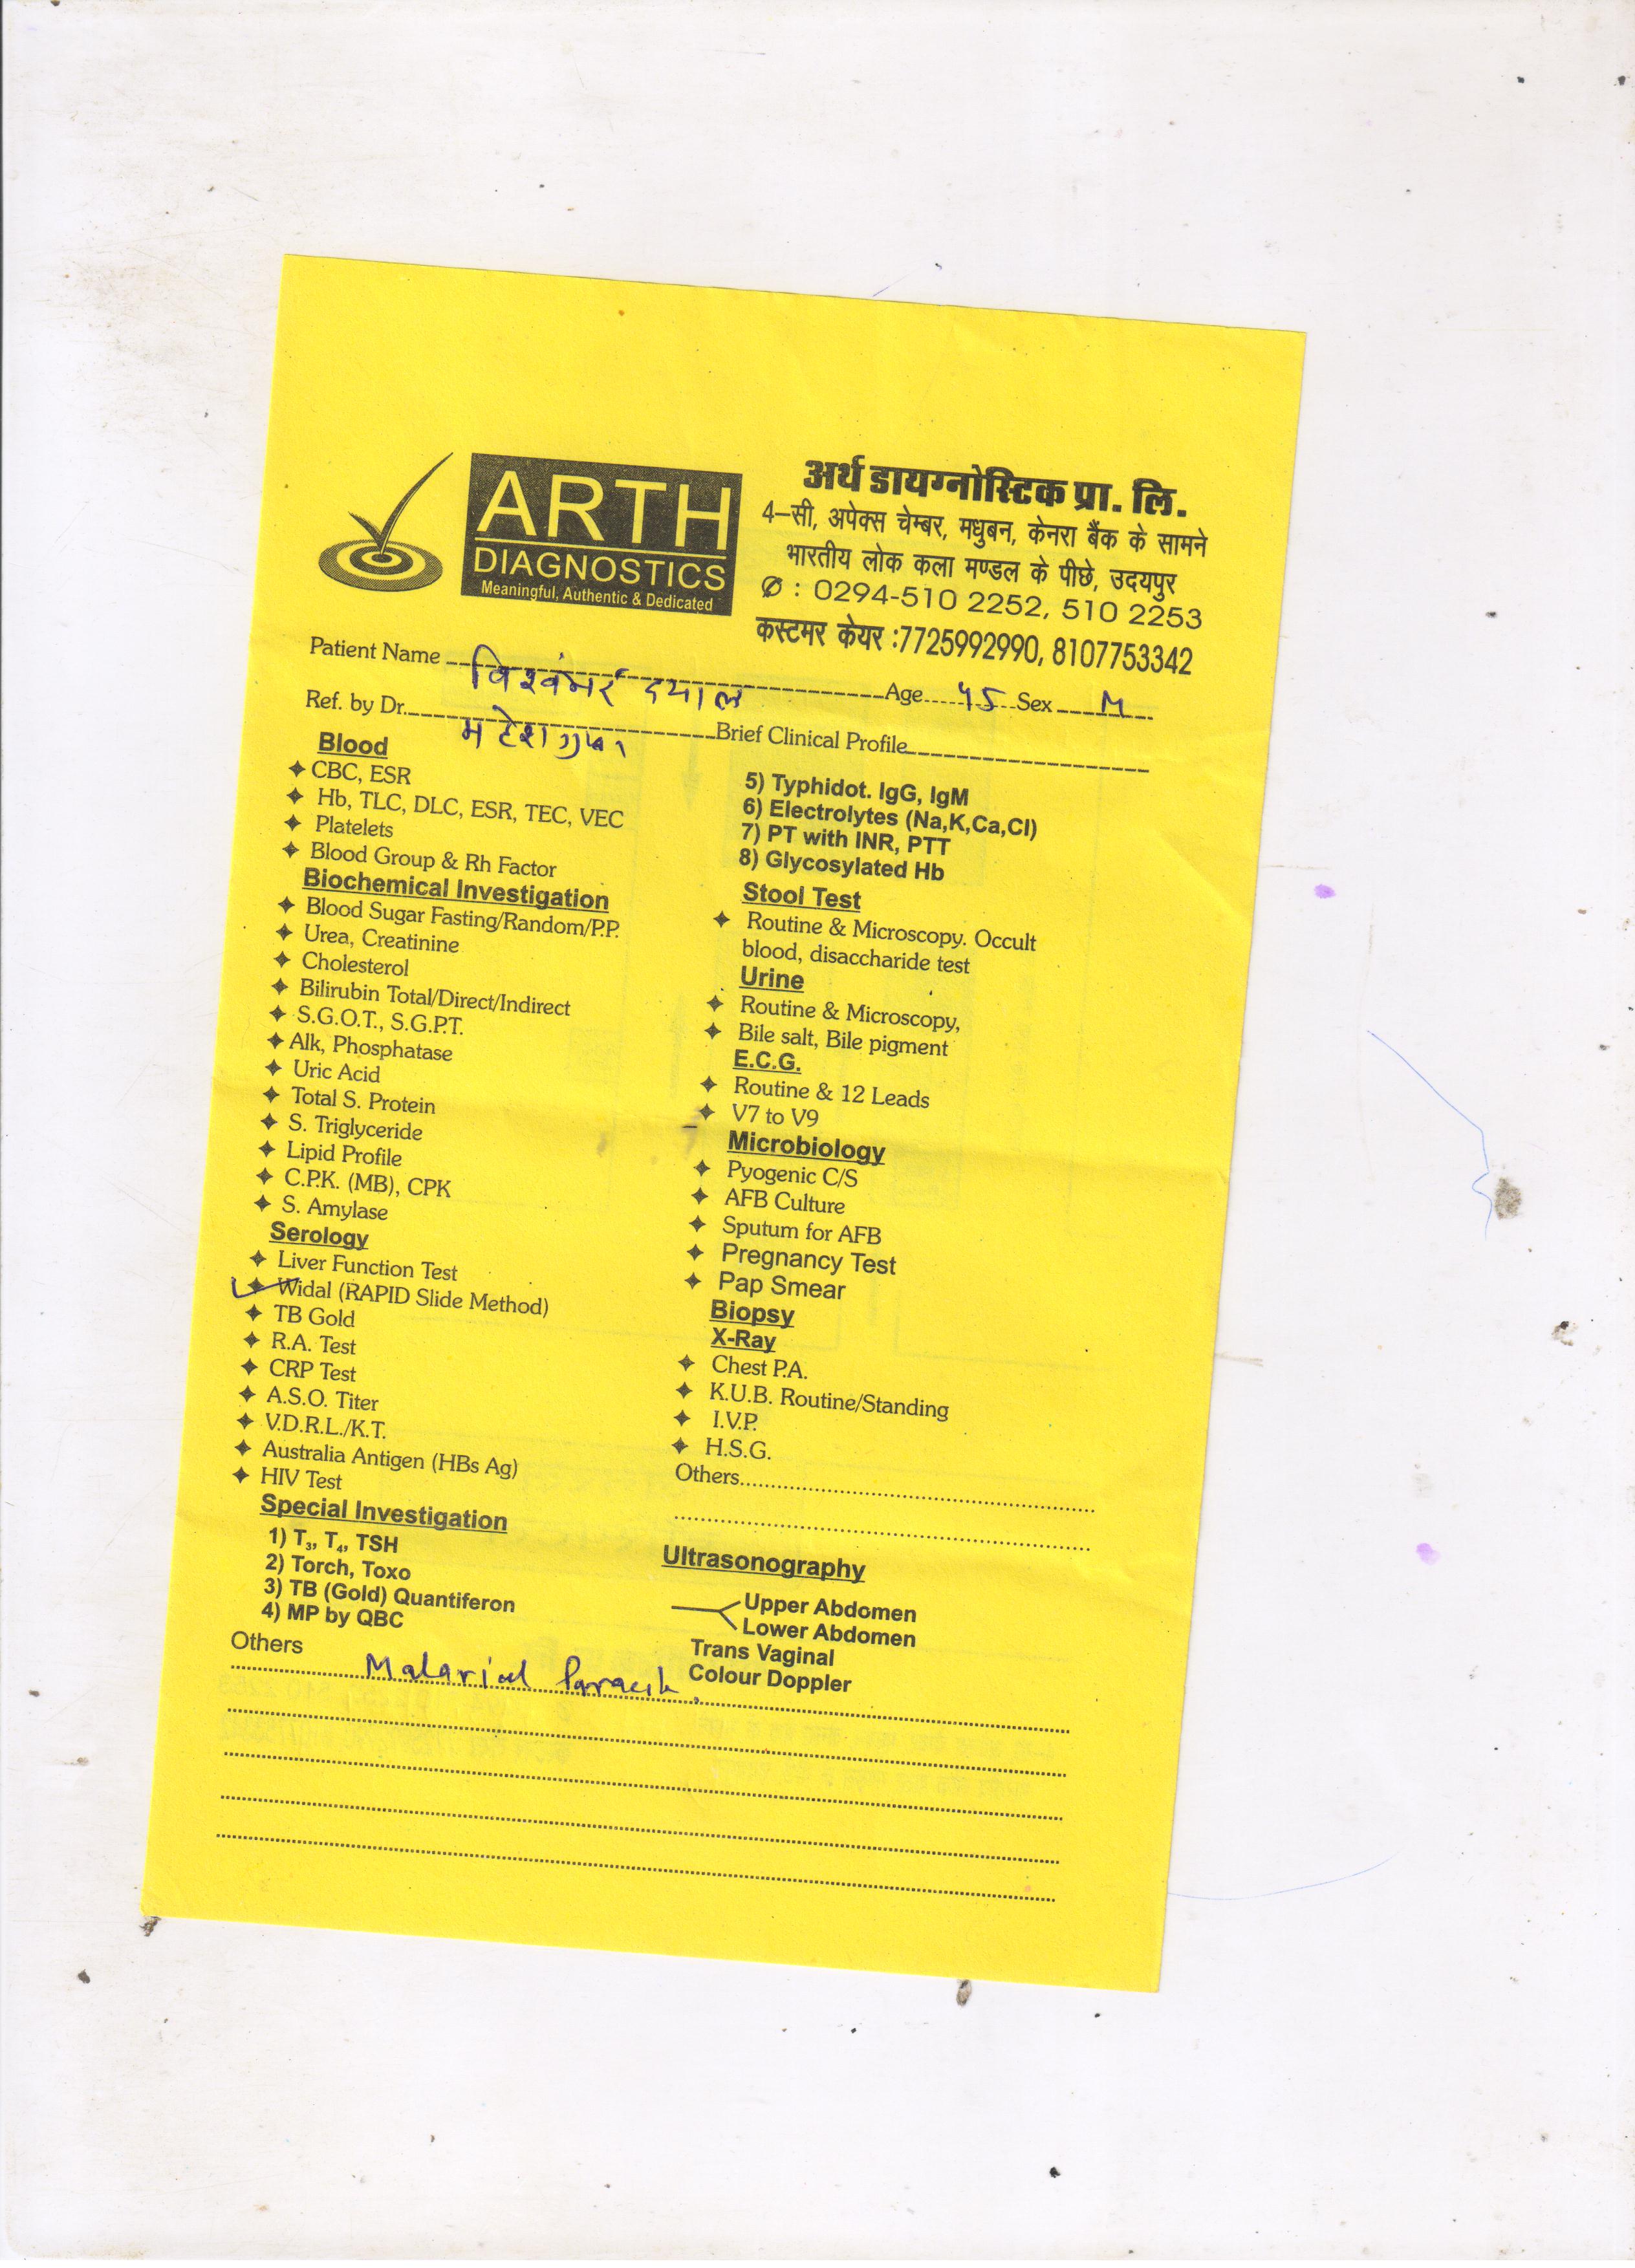 ARTH
DIAGNOSTICS
Meaningful, Authentic & Dedicated
अर्थ डायग्नोस्टिक प्रा. लि.
4–सी, अपेक्स चेम्बर, मधुबन, केनरा बैंक के सामने
भारतीय लोक कला मण्डल के पीछे, उदयपुर
: 0294-510 2252, 510 2253
कस्टमर केयर :7725992990, 8107753342
Patient Name विश्वंभर दयाल Age 45 Sex M
Ref. by Dr. महेश गुप्ता Brief Clinical Profile
Blood
CBC, ESR
Hb, TLC, DLC, ESR, TEC, VEC
Platelets
Blood Group & Rh Factor
Biochemical Investigation
Blood Sugar Fasting/Random/P.P.
Urea, Creatinine
Cholesterol
Bilirubin Total/Direct/Indirect
S.G.O.T., S.G.P.T.
Alk, Phosphatase
Uric Acid
Total S. Protein
S. Triglyceride
Lipid Profile
C.P.K. (MB), CPK
S. Amylase
Serology
Liver Function Test
Widal (RAPID Slide Method)
TB Gold
R.A. Test
CRP Test
A.S.O. Titer
V.D.R.L./K.T.
Australia Antigen (HBs Ag)
HIV Test
Special Investigation
1) T₃, T₄, TSH
2) Torch, Toxo
3) TB (Gold) Quantiferon
4) MP by QBC
5) Typhidot. IgG, IgM
6) Electrolytes (Na,K,Ca,Cl)
7) PT with INR, PTT
8) Glycosylated Hb
Stool Test
Routine & Microscopy. Occult
blood, disaccharide test
Urine
Routine & Microscopy,
Bile salt, Bile pigment
E.C.G.
Routine & 12 Leads
V7 to V9
Microbiology
Pyogenic C/S
AFB Culture
Sputum for AFB
Pregnancy Test
Pap Smear
Biopsy
X-Ray
Chest P.A.
K.U.B. Routine/Standing
I.V.P.
H.S.G.
Others
Ultrasonography
Upper Abdomen
Lower Abdomen
Trans Vaginal
Colour Doppler
Others
Malarial